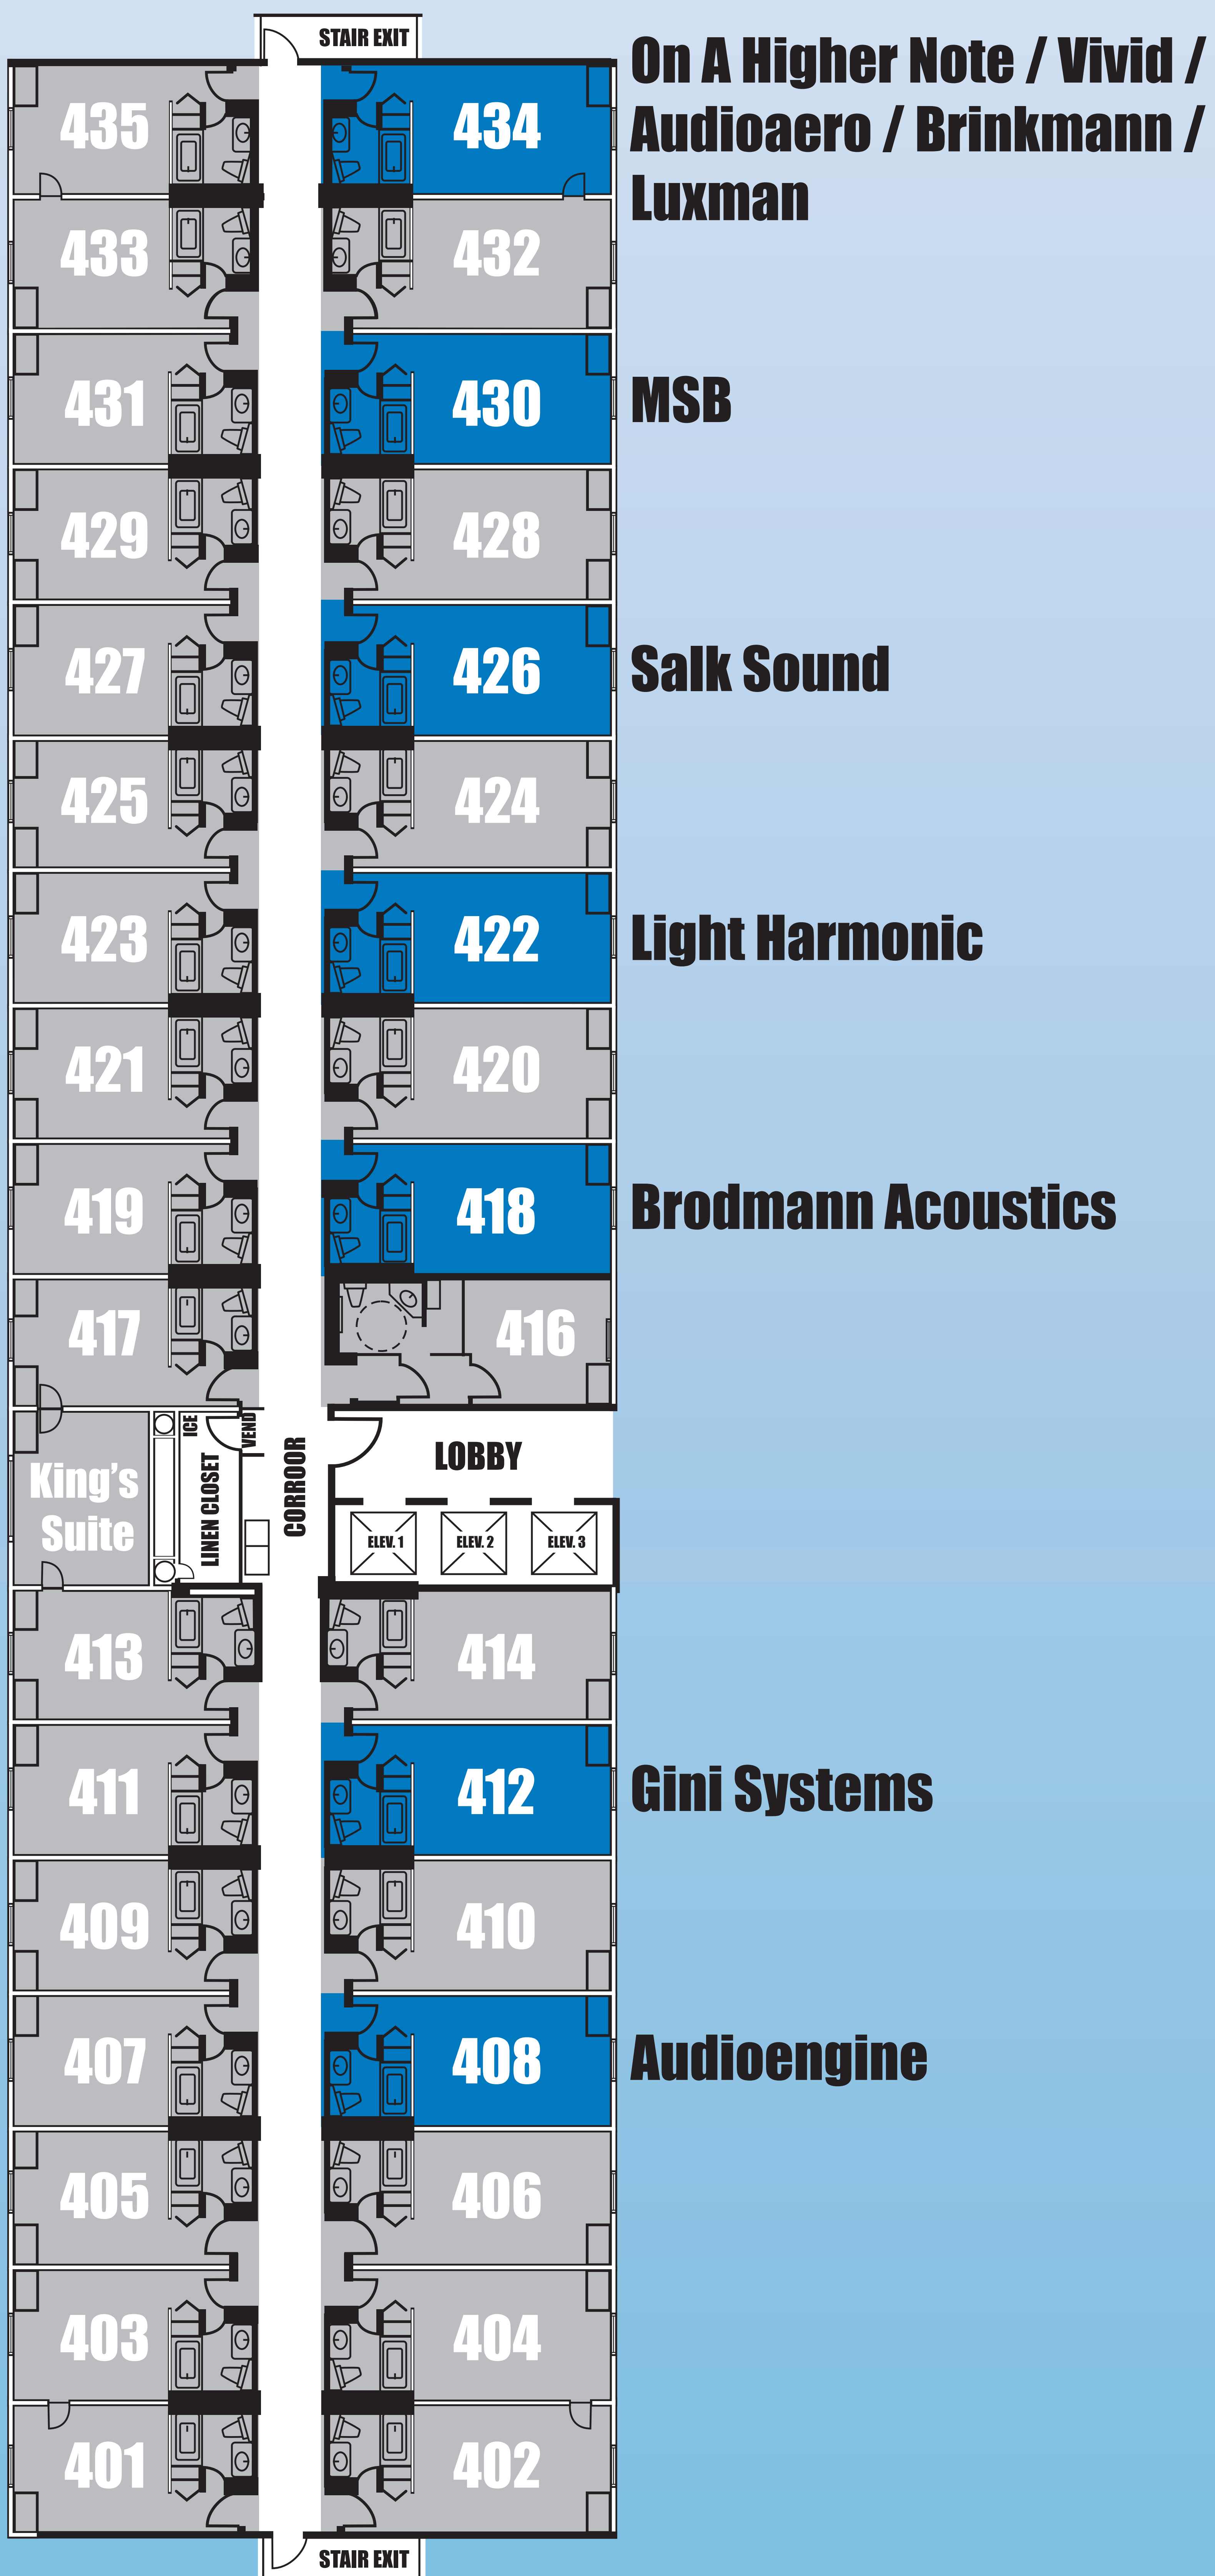 STAIR EXIT
On A Higher Note / Vivid /
Audioaero / Brinkmann /
Luxman
435
434
433
432
431
430
MSB
429
428
427
426
Salk Sound
425
424
423
422
Light Harmonic
421
420
419
418
Brodmann Acoustics
417
416
King's
Suite
ICE
LINEN CLOSET
VEND
CORROOR
LOBBY
ELEV. 1
ELEV. 2
ELEV. 3
413
414
411
412
Gini Systems
409
410
407
408
Audioengine
405
406
403
404
401
402
STAIR EXIT